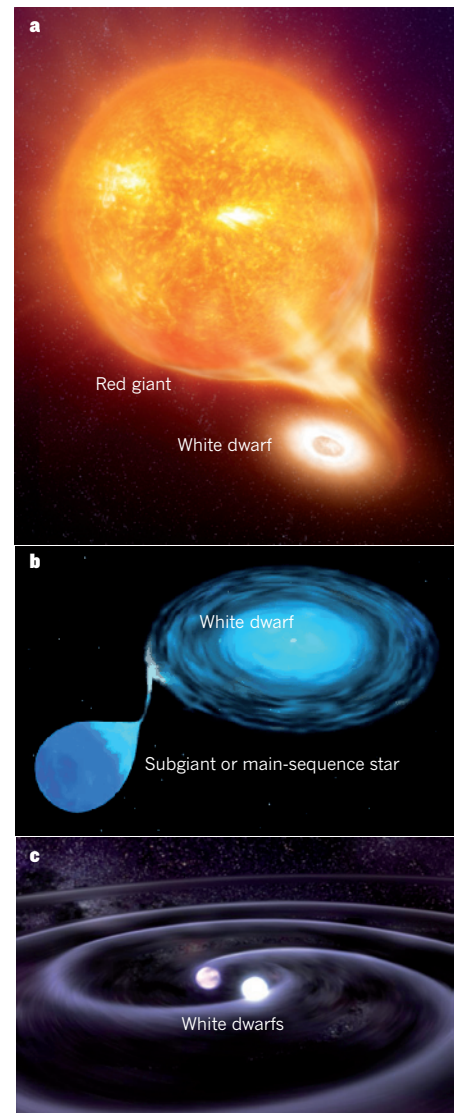 a
Red giant
White dwarf
b
White dwarf
Subgiant or main-sequence star
c
White dwarfs